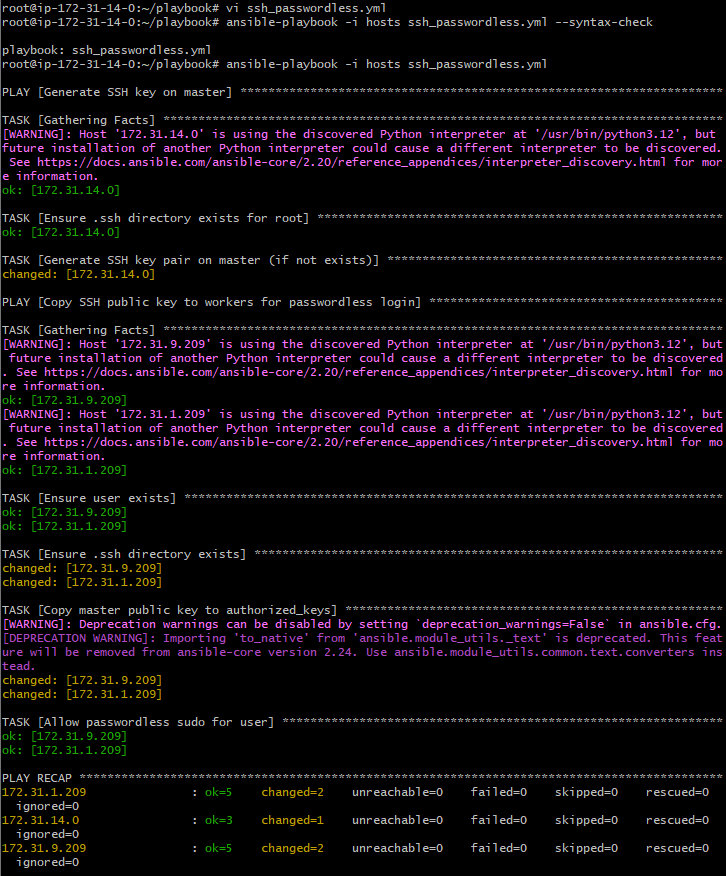 root@ip-172-31-14-0:~/playbook# vi ssh_passwordless.yml
root@ip-172-31-14-0:~/playbook# ansible-playbook -i hosts ssh_passwordless.yml --syntax-check

playbook: ssh_passwordless.yml
root@ip-172-31-14-0:~/playbook# ansible-playbook -i hosts ssh_passwordless.yml

PLAY [Generate SSH key on master] *********************************************************************

TASK [Gathering Facts] ********************************************************************************
[WARNING]: Host '172.31.14.0' is using the discovered Python interpreter at '/usr/bin/python3.12', but
future installation of another Python interpreter could cause a different interpreter to be discovered.
 See https://docs.ansible.com/ansible-core/2.20/reference_appendices/interpreter_discovery.html for mor
e information.
ok: [172.31.14.0]

TASK [Ensure .ssh directory exists for root] **********************************************************
ok: [172.31.14.0]

TASK [Generate SSH key pair on master (if not exists)] ************************************************
changed: [172.31.14.0]

PLAY [Copy SSH public key to workers for passwordless login] ******************************************

TASK [Gathering Facts] ********************************************************************************
[WARNING]: Host '172.31.9.209' is using the discovered Python interpreter at '/usr/bin/python3.12', but
 future installation of another Python interpreter could cause a different interpreter to be discovered
. See https://docs.ansible.com/ansible-core/2.20/reference_appendices/interpreter_discovery.html for mo
re information.
ok: [172.31.9.209]
[WARNING]: Host '172.31.1.209' is using the discovered Python interpreter at '/usr/bin/python3.12', but
 future installation of another Python interpreter could cause a different interpreter to be discovered
. See https://docs.ansible.com/ansible-core/2.20/reference_appendices/interpreter_discovery.html for mo
re information.
ok: [172.31.1.209]

TASK [Ensure user exists] *****************************************************************************
ok: [172.31.9.209]
ok: [172.31.1.209]

TASK [Ensure .ssh directory exists] *******************************************************************
changed: [172.31.9.209]
changed: [172.31.1.209]

TASK [Copy master public key to authorized_keys] ******************************************************
[WARNING]: Deprecation warnings can be disabled by setting `deprecation_warnings=False` in ansible.cfg.
[DEPRECATION WARNING]: Importing 'to_native' from 'ansible.module_utils._text' is deprecated. This feat
ure will be removed from ansible-core version 2.24. Use ansible.module_utils.common.text.converters ins
tead.
changed: [172.31.9.209]
changed: [172.31.1.209]

TASK [Allow passwordless sudo for user] ***************************************************************
ok: [172.31.9.209]
ok: [172.31.1.209]

PLAY RECAP ********************************************************************************************
172.31.1.209               : ok=5    changed=2    unreachable=0    failed=0    skipped=0    rescued=0
  ignored=0
172.31.14.0                : ok=3    changed=1    unreachable=0    failed=0    skipped=0    rescued=0
  ignored=0
172.31.9.209               : ok=5    changed=2    unreachable=0    failed=0    skipped=0    rescued=0
  ignored=0